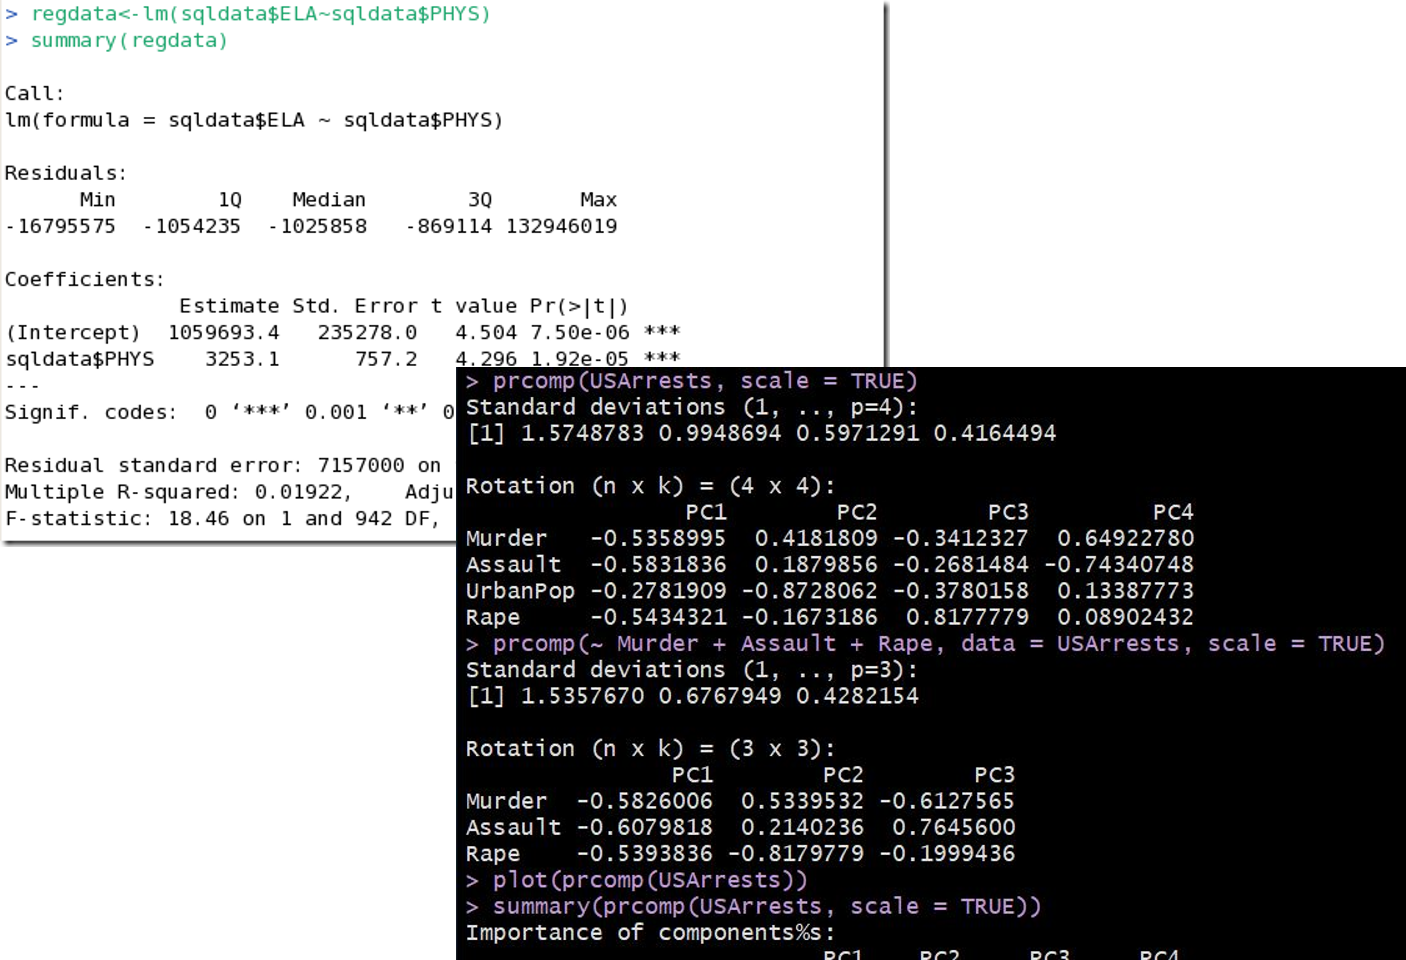 > regdata<-lm(sqldata$ELA~sqldata$PHYS)
> summary(regdata)
Call:
lm(formula = sqldata$ELA ~ sqldata$PHYS)
Residuals:
Min 1Q Median 3Q Max
-16795575 -1054235 -1025858 -869114 132946019
Coefficients:
Estimate Std. Error t value Pr(>|t|)
(Intercept) 1059693.4 235278.0 4.504 7.50e-06 ***
sqldata$PHYS 3253.1 757.2 4.296 1.92e-05 ***
---
Signif. codes: 0 ‘***’ 0.001 ‘**’ 0
Residual standard error: 7157000 on
Multiple R-squared: 0.01922, Adju
F-statistic: 18.46 on 1 and 942 DF,
> prcomp(USArrests, scale = TRUE)
Standard deviations (1, .., p=4):
[1] 1.5748783 0.9948694 0.5971291 0.4164494
Rotation (n x k) = (4 x 4):
PC1 PC2 PC3 PC4
Murder -0.5358995 0.4181809 -0.3412327 0.64922780
Assault -0.5831836 0.1879856 -0.2681484 -0.74340748
UrbanPop -0.2781909 -0.8728062 -0.3780158 0.13387773
Rape -0.5434321 -0.1673186 0.8177779 0.08902432
> prcomp(~ Murder + Assault + Rape, data = USArrests, scale = TRUE)
Standard deviations (1, .., p=3):
[1] 1.5357670 0.6767949 0.4282154
Rotation (n x k) = (3 x 3):
PC1 PC2 PC3
Murder -0.5826006 0.5339532 -0.6127565
Assault -0.6079818 0.2140236 0.7645600
Rape -0.5393836 -0.8179779 -0.1999436
> plot(prcomp(USArrests))
> summary(prcomp(USArrests, scale = TRUE))
Importance of components%s:
PC1 PC2 PC3 PC4